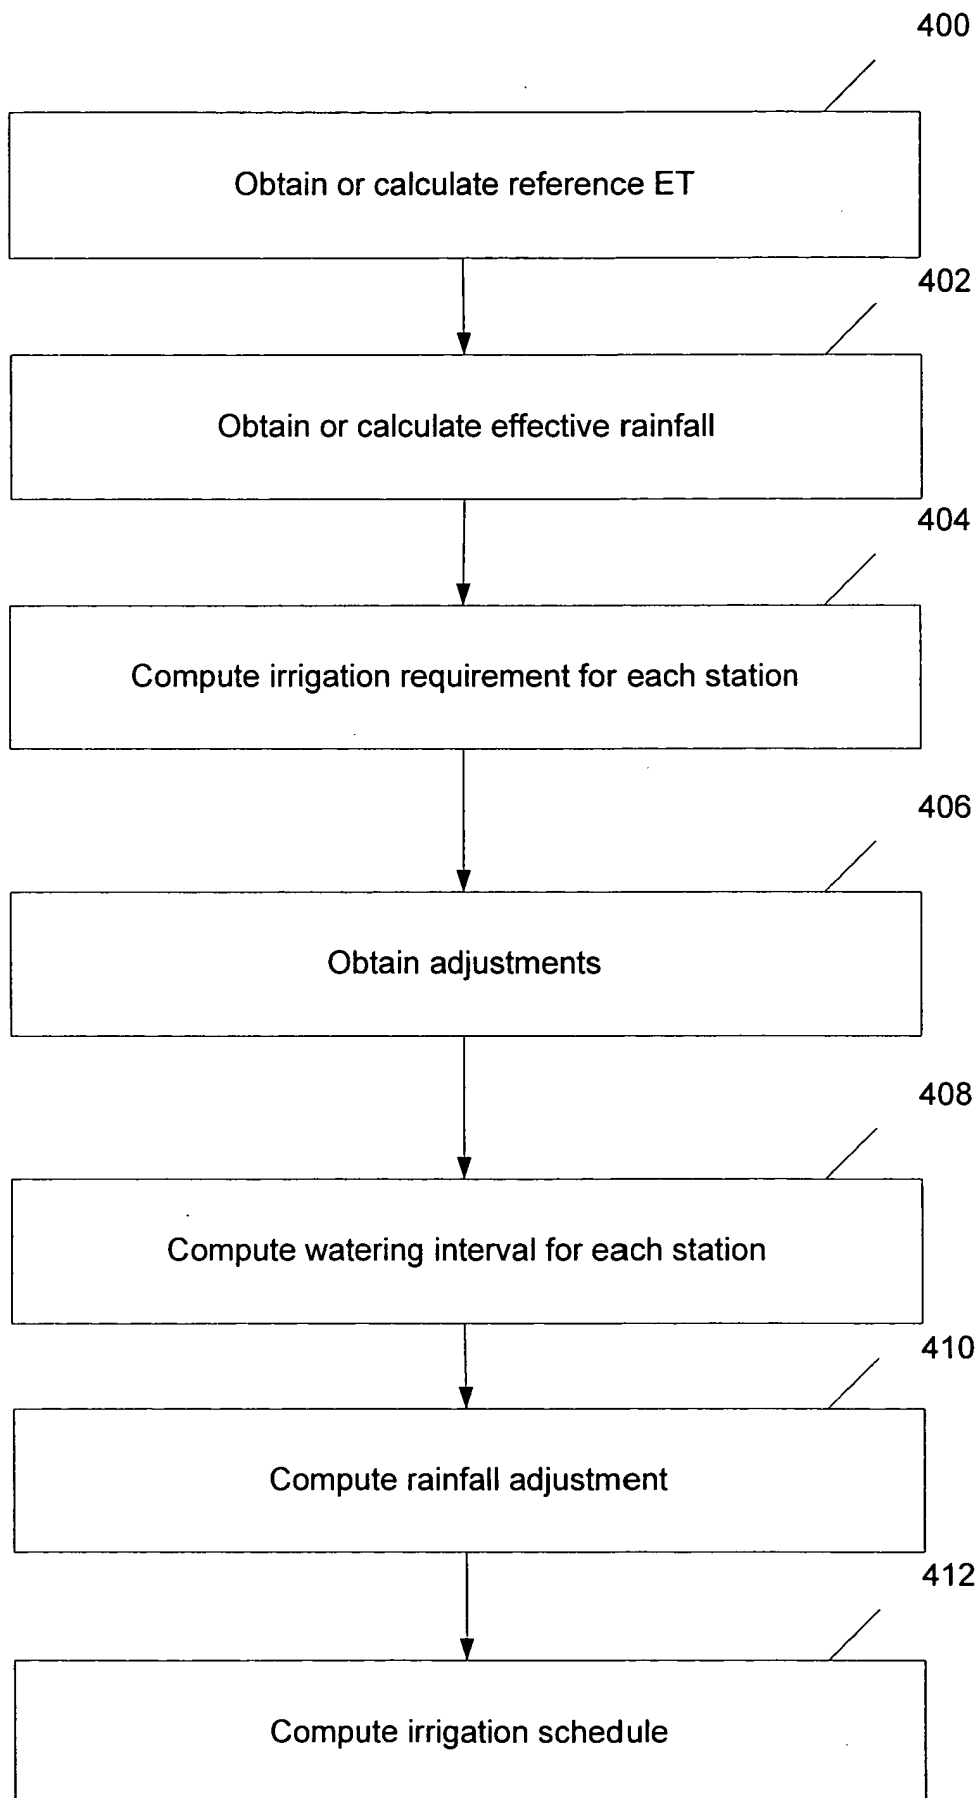 400
Obtain or calculate reference ET
402
Obtain or calculate effective rainfall
404
Compute irrigation requirement for each station
406
Obtain adjustments
408
Compute watering interval for each station
410
Compute rainfall adjustment
412
Compute irrigation schedule